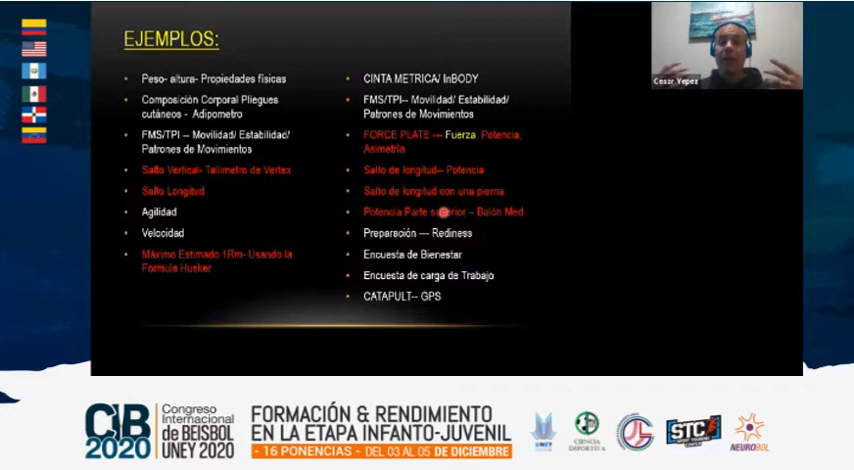 EJEMPLOS:
Peso- altura- Propiedades físicas
Composición Corporal Pliegues
cutáneos - Adipometro
FMS/TPI -- Movilidad/ Estabilidad/
Patrones de Movimientos
Salto Vertical- Tallimetro de Vertex
Salto Longitud
Agilidad
Velocidad
Máximo Estimado 1Rm- Usando la
Formula Husker
CINTA METRICA/ InBODY
FMS/TPI-- Movilidad/ Estabilidad/
Patrones de Movimientos
FORCE PLATE --- Fuerza, Potencia,
Asimetría
Salto de longitud-- Potencia
Salto de longitud con una pierna
Potencia Parte superior -- Balón Med
Preparación --- Rediness
Encuesta de Bienestar
Encuesta de carga de Trabajo
CATAPULT-- GPS
Cesar Yepez
CIB
2020
Congreso
Internacional
de BEISBOL
UNEY 2020
FORMACIÓN & RENDIMIENTO
EN LA ETAPA INFANTO-JUVENIL
- 16 PONENCIAS - DEL 03 AL 05 DE DICIEMBRE
UNEY
CIENCIA
DEPORTIVA
STC
NEUROBOL